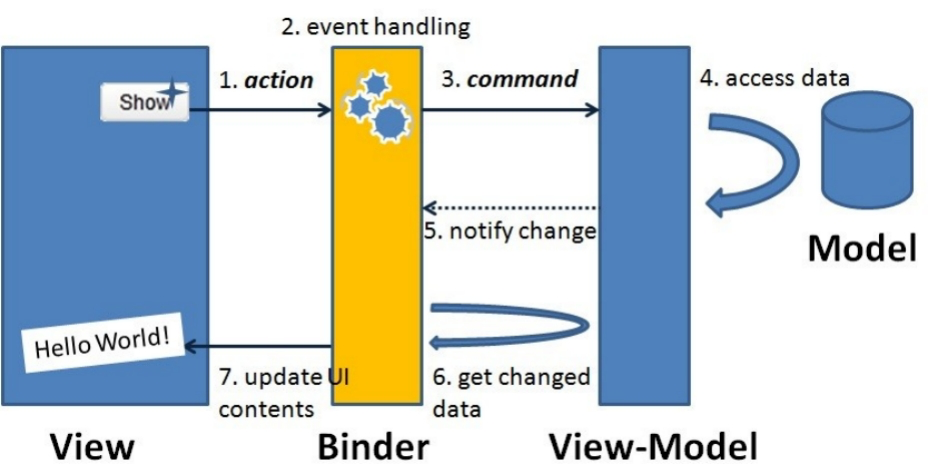 2. event handling
1. action
3. command
4. access data
Show
5. notify change
Model
Hello World!
7. update UI
contents
6. get changed
data
View
Binder
View-Model